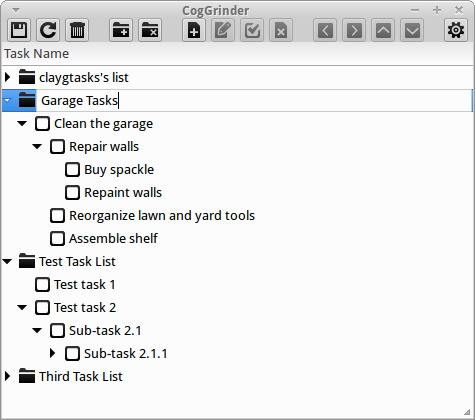 CogGrinder
Task Name
claygtasks's list
Garage Tasks
Clean the garage
Repair walls
Buy spackle
Repaint walls
Reorganize lawn and yard tools
Assemble shelf
Test Task List
Test task 1
Test task 2
Sub-task 2.1
Sub-task 2.1.1
Third Task List